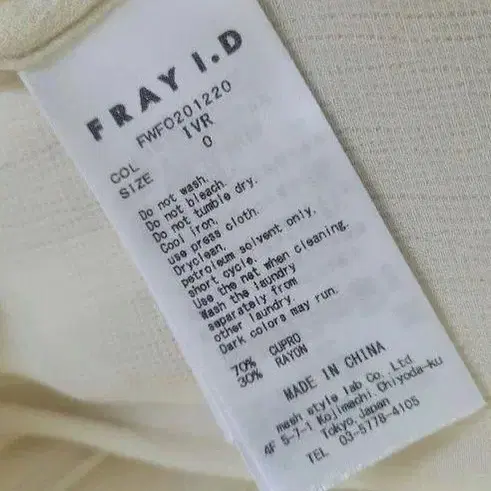 FRAY I.D
FWFO201220
COL IVR
SIZE 0
Do not wash.
Do not bleach.
Do not tumble dry.
Cool iron.
use press cloth.
Dryclean.
petroleum solvent only,
short cycle.
Use the net when cleaning.
Wash the laundry
separately from
other laundry.
Dark colors may run.
70% CUPRO
30% RAYON
MADE IN CHINA
mesh style lab Co., Ltd.
4F 5-7-1 Kojimachi, Chiyoda-ku
Tokyo, Japan
TEL 03-5778-4105